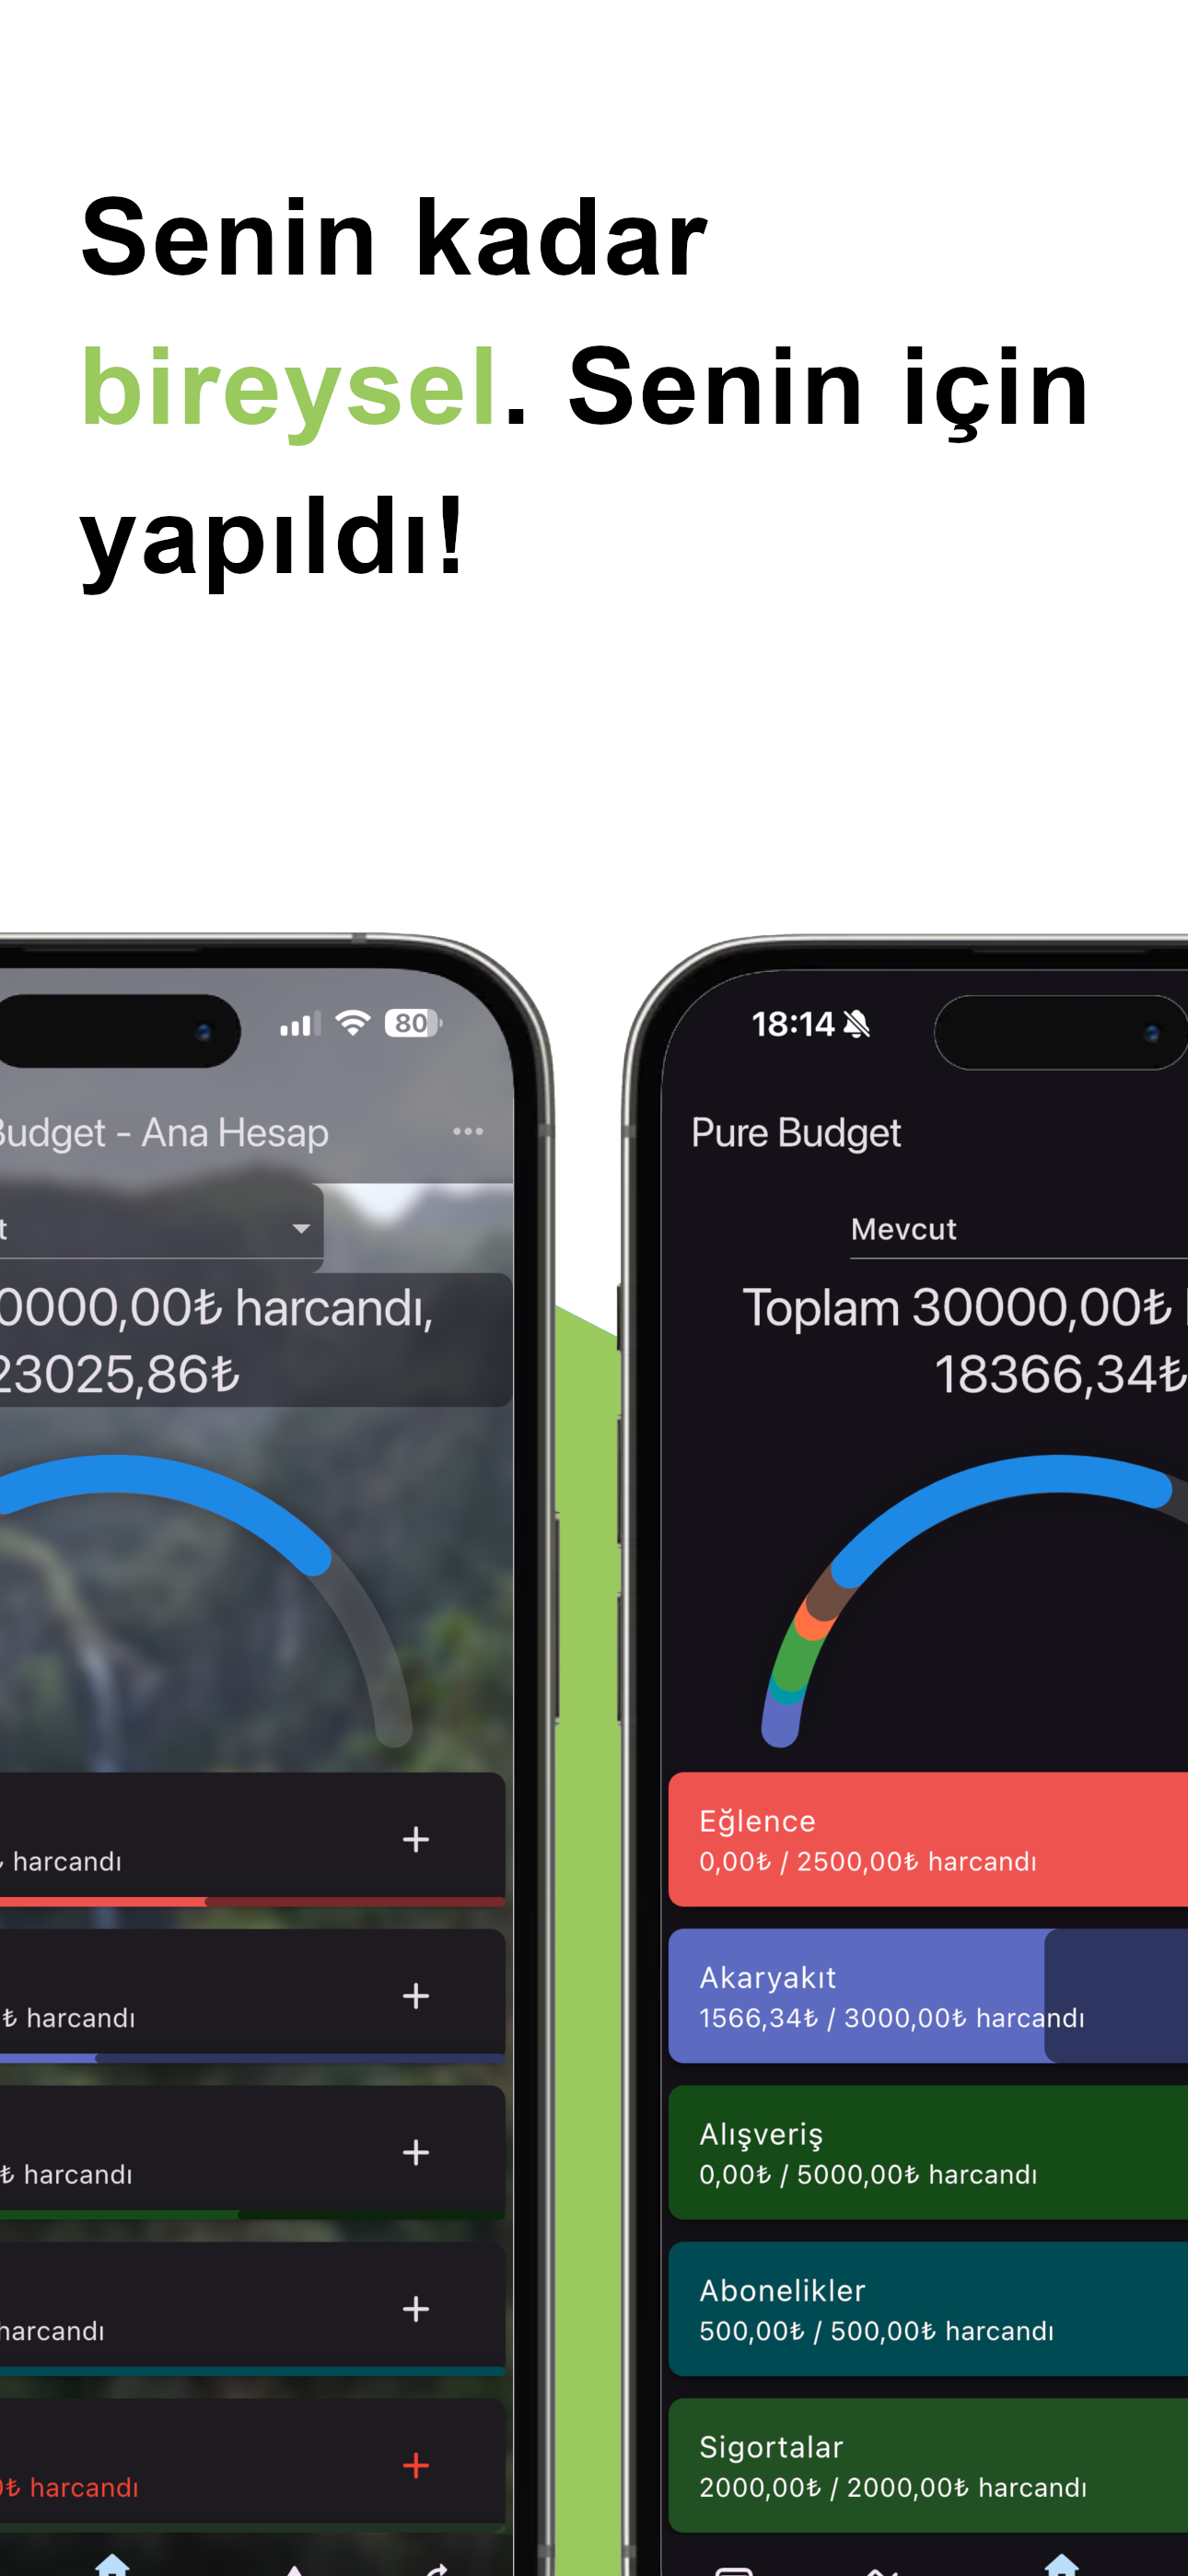 Senin kadar
bireysel. Senin için
yapıldı!
80
Budget - Ana Hesap
t
0000,00₺ harcandı,
23025,86₺
₺ harcandı
₺ harcandı
₺ harcandı
harcandı
0₺ harcandı
18:14
Pure Budget
Mevcut
Toplam 30000,00₺
18366,34₺
Eğlence
0,00₺ / 2500,00₺ harcandı
Akaryakıt
1566,34₺ / 3000,00₺ harcandı
Alışveriş
0,00₺ / 5000,00₺ harcandı
Abonelikler
500,00₺ / 500,00₺ harcandı
Sigortalar
2000,00₺ / 2000,00₺ harcandı